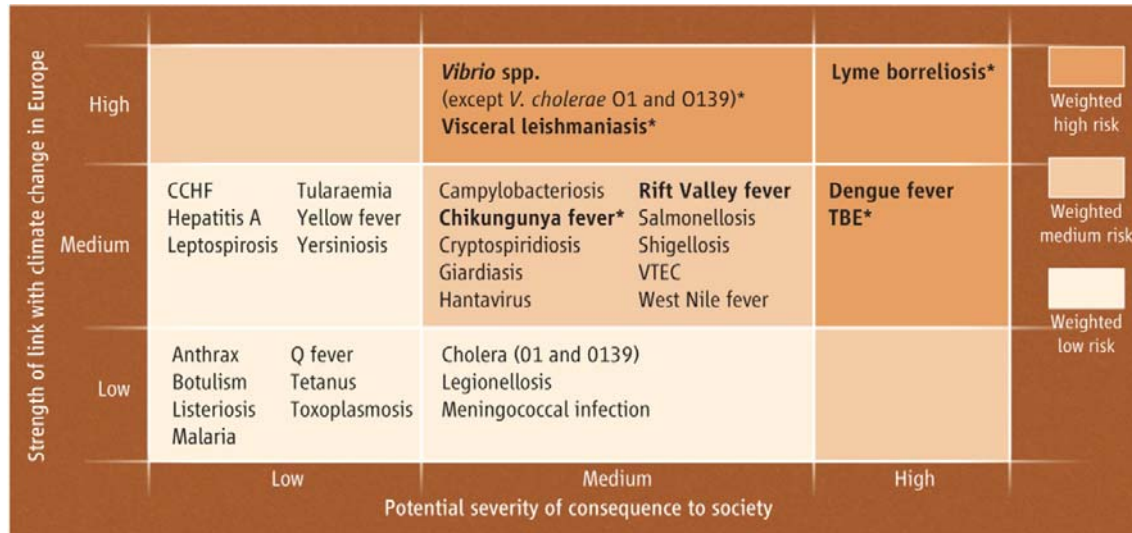 Strength of link with climate change in Europe
High
Vibrio spp.
(except V. cholerae O1 and O139)*
Visceral leishmaniasis*
Lyme borreliosis*
Medium
CCHF
Hepatitis A
Leptospirosis
Tularaemia
Yellow fever
Yersiniosis
Campylobacteriosis
Chikungunya fever*
Cryptospiridiosis
Giardiasis
Hantavirus
Rift Valley fever
Salmonellosis
Shigellosis
VTEC
West Nile fever
Dengue fever
TBE*
Low
Anthrax
Botulism
Listeriosis
Malaria
Q fever
Tetanus
Toxoplasmosis
Cholera (O1 and O139)
Legionellosis
Meningococcal infection
Low
Medium
High
Potential severity of consequence to society
Weighted
high risk
Weighted
medium risk
Weighted
low risk